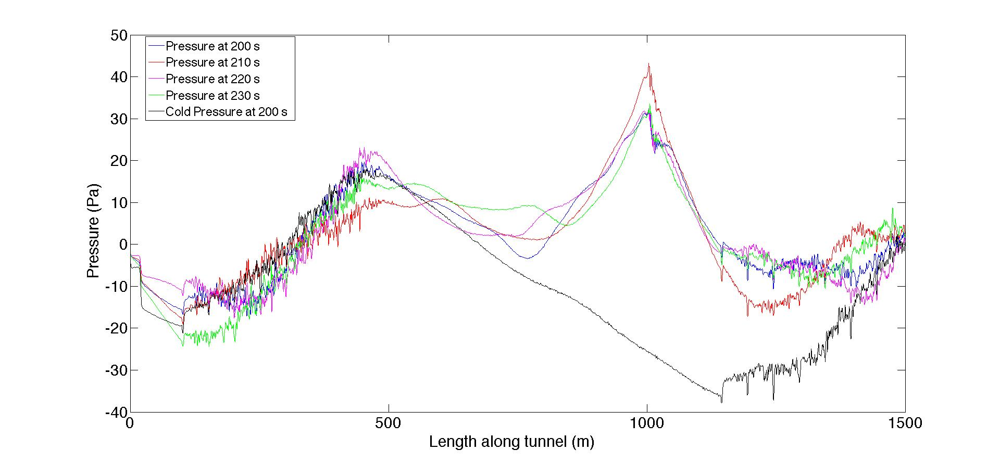 50
40
30
20
10
0
-10
-20
-30
-40
Pressure (Pa)
Pressure at 200 s
Pressure at 210 s
Pressure at 220 s
Pressure at 230 s
Cold Pressure at 200 s
0 500 1000 1500
Length along tunnel (m)